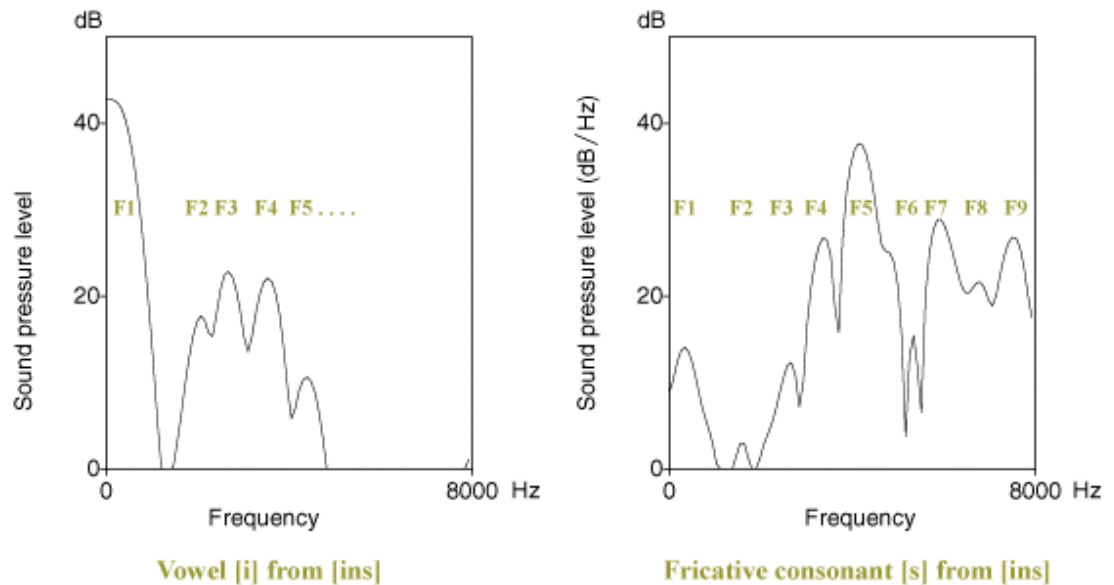 dB
40
20
0
Sound pressure level
F1 F2 F3 F4 F5 . . . .
0 8000 Hz
Frequency
Vowel [i] from [ins]
dB
40
20
0
Sound pressure level (dB/Hz)
F1 F2 F3 F4 F5 F6 F7 F8 F9
0 8000 Hz
Frequency
Fricative consonant [s] from [ins]